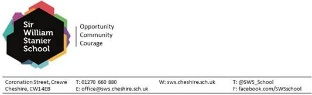 Sir
William
Stanier
School
Opportunity
Community
Courage
Coronation Street, Crewe
Cheshire, CW1 4EB
T: 01270 660 880
E: office@sws.cheshire.sch.uk
W: sws.cheshire.sch.uk
T: @SWS_School
F: facebook.com/SWSschool